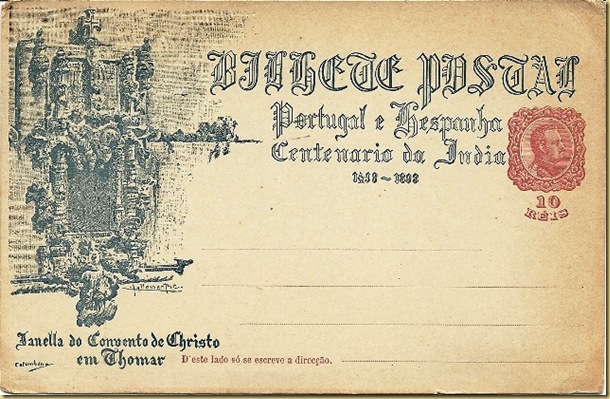 BILHETE POSTAL
Portugal e Hespanha
Centenario da India
1498-1898
10
RÉIS
Janella do Convento de Christo
em Thomar
D'este lado só se escreve a direcção.